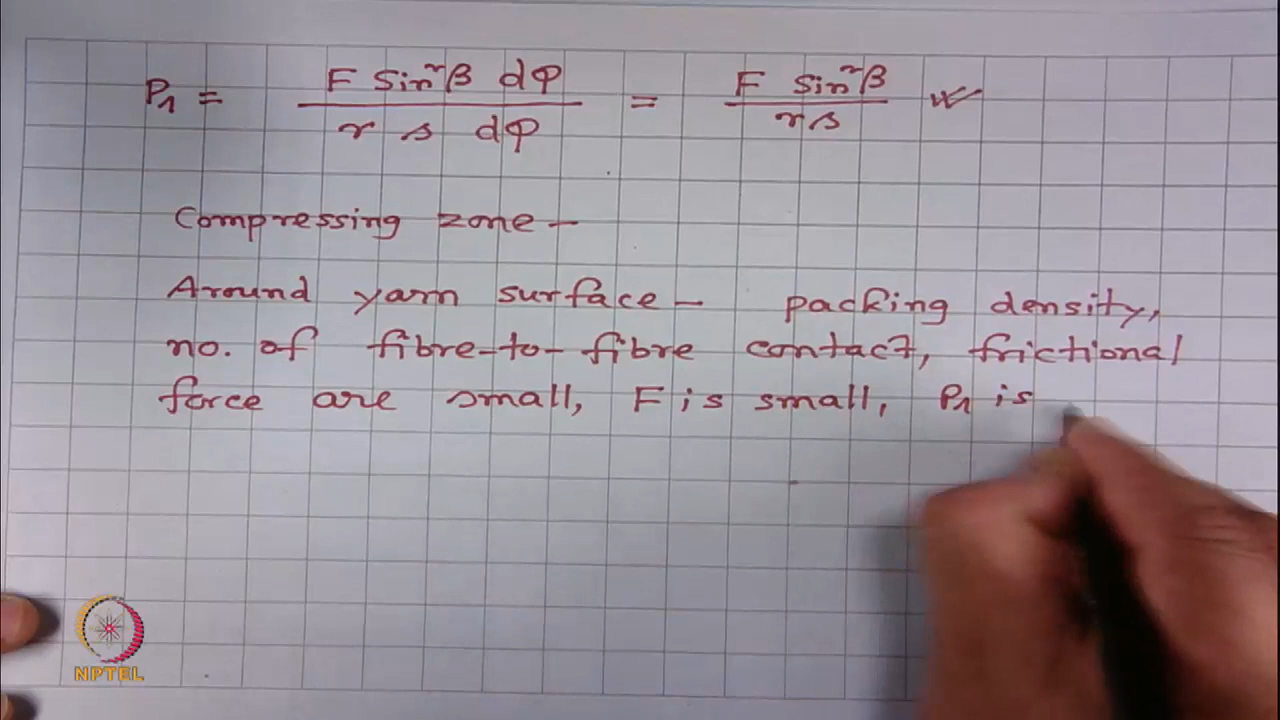 P₁ = F Sin²β dφ / r s dφ = F Sin²β / r s
Compressing zone –
Around yarn surface – packing density,
no. of fibre-to-fibre contact, frictional
force are small, F is small, P₁ is
NPTEL